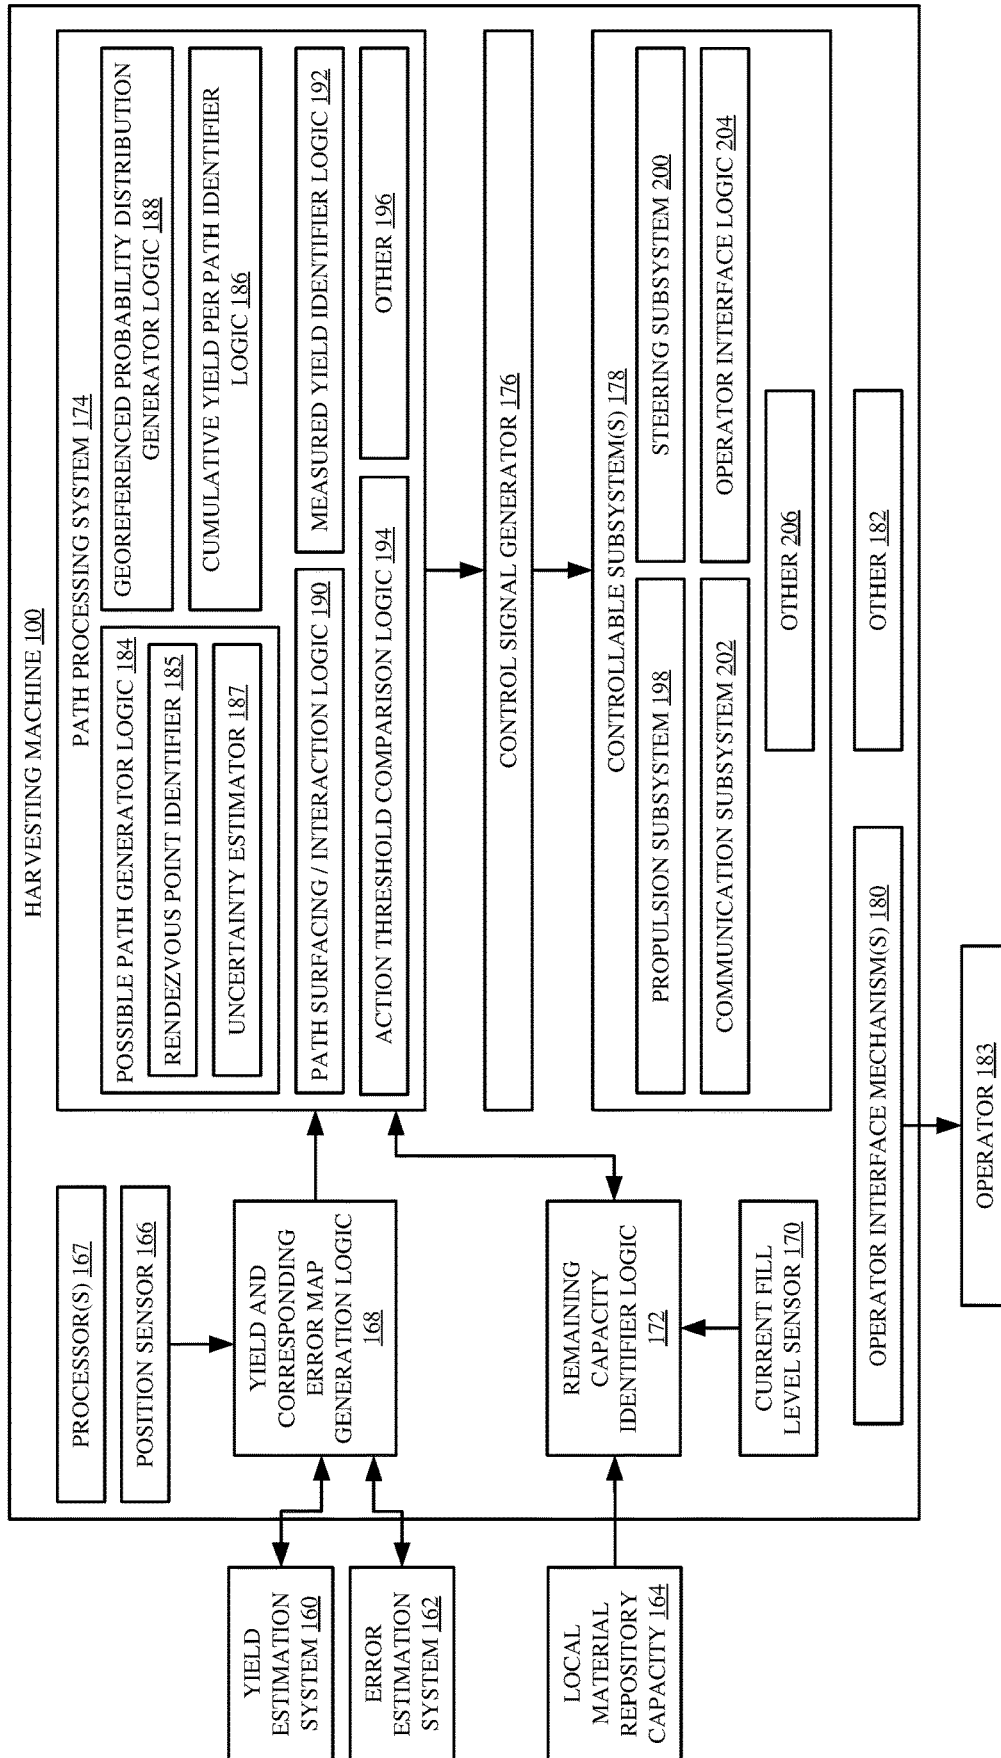 HARVESTING MACHINE 100
PROCESSOR(S) 167
POSITION SENSOR 166
YIELD ESTIMATION SYSTEM 160
YIELD AND
CORRESPONDING
ERROR MAP
GENERATION LOGIC
168
YIELD
ESTIMATION
SYSTEM 160
ERROR
ESTIMATION
SYSTEM 162
LOCAL
MATERIAL
REPOSITORY
CAPACITY 164
REMAINING
CAPACITY
IDENTIFIER LOGIC
172
CURRENT FILL
LEVEL SENSOR 170
PATH PROCESSING SYSTEM 174
POSSIBLE PATH GENERATOR LOGIC 184
RENDEZVOUS POINT IDENTIFIER 185
UNCERTAINTY ESTIMATOR 187
GEOREFERENCED PROBABILITY DISTRIBUTION
GENERATOR LOGIC 188
CUMULATIVE YIELD PER PATH IDENTIFIER
LOGIC 186
PATH SURFACING / INTERACTION LOGIC 190
MEASURED YIELD IDENTIFIER LOGIC 192
ACTION THRESHOLD COMPARISON LOGIC 194
OTHER 196
CONTROL SIGNAL GENERATOR 176
CONTROLLABLE SUBSYSTEM(S) 178
PROPULSION SUBSYSTEM 198
STEERING SUBSYSTEM 200
COMMUNICATION SUBSYSTEM 202
OPERATOR INTERFACE LOGIC 204
OTHER 206
OPERATOR INTERFACE MECHANISM(S) 180
OTHER 182
OPERATOR 183